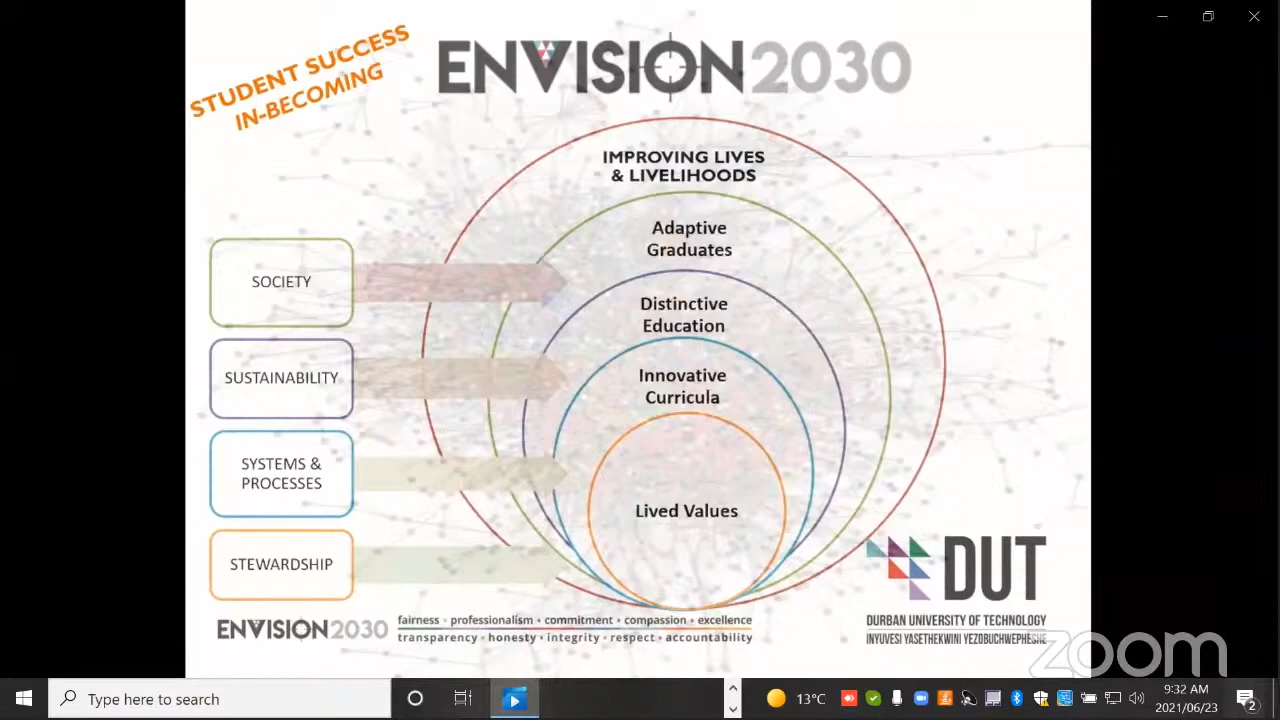 STUDENT SUCCESS
IN-BECOMING
ENVISION2030
IMPROVING LIVES
& LIVELIHOODS
Adaptive
Graduates
Distinctive
Education
Innovative
Curricula
Lived Values
SOCIETY
SUSTAINABILITY
SYSTEMS &
PROCESSES
STEWARDSHIP
ENVISION2030
fairness • professionalism • commitment • compassion • excellence
transparency • honesty • integrity • respect • accountability
DUT
DURBAN UNIVERSITY OF TECHNOLOGY
INYUVESI YASETHEKWINI YEZOBUCHWEPHESHE
zoom
Type here to search
13°C
9:32 AM
2021/06/23
2